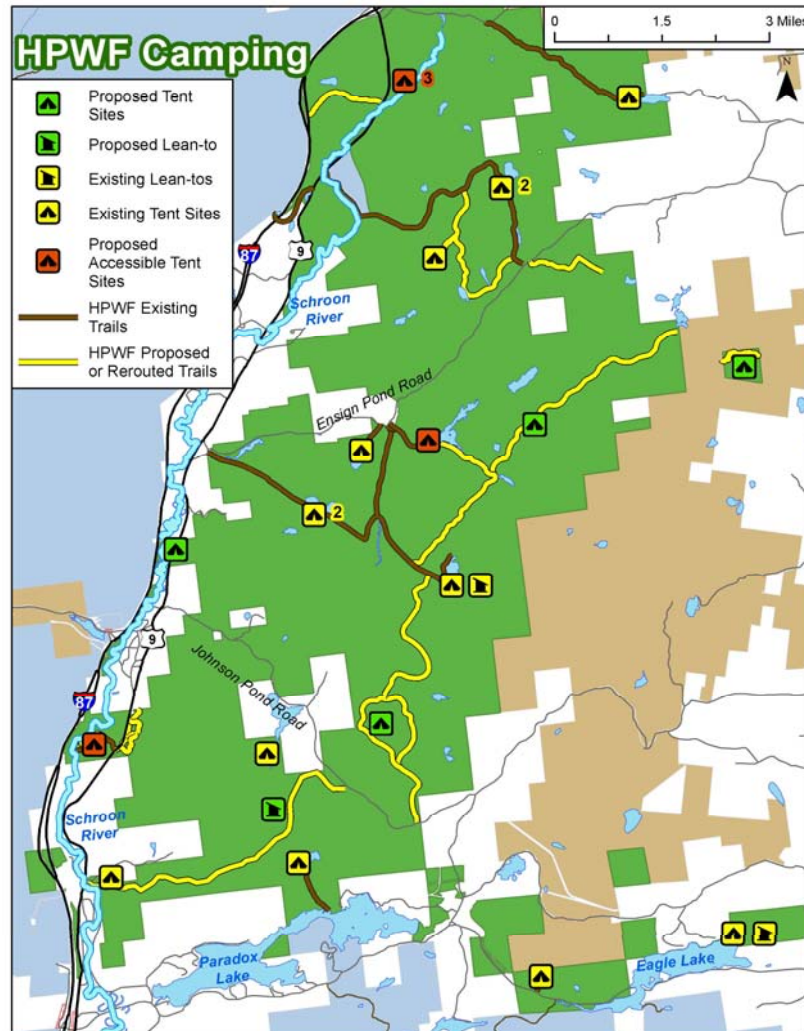 HPWF Camping
0 1.5 3 Miles
N
Proposed Tent
Sites
Proposed Lean-to
Existing Lean-tos
Existing Tent Sites
Proposed
Accessible Tent
Sites
HPWF Existing
Trails
HPWF Proposed
or Rerouted Trails
3
2
87
9
Schroon
River
Ensign Pond Road
2
9
Johnson Pond Road
87
Schroon
River
Paradox
Lake
Eagle Lake